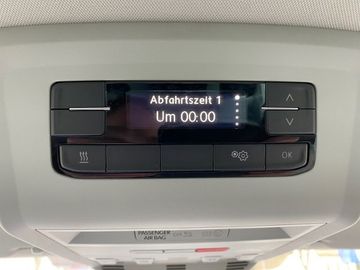 Abfahrtszeit 1
Um 00:00
OK
PASSENGER
AIR BAG